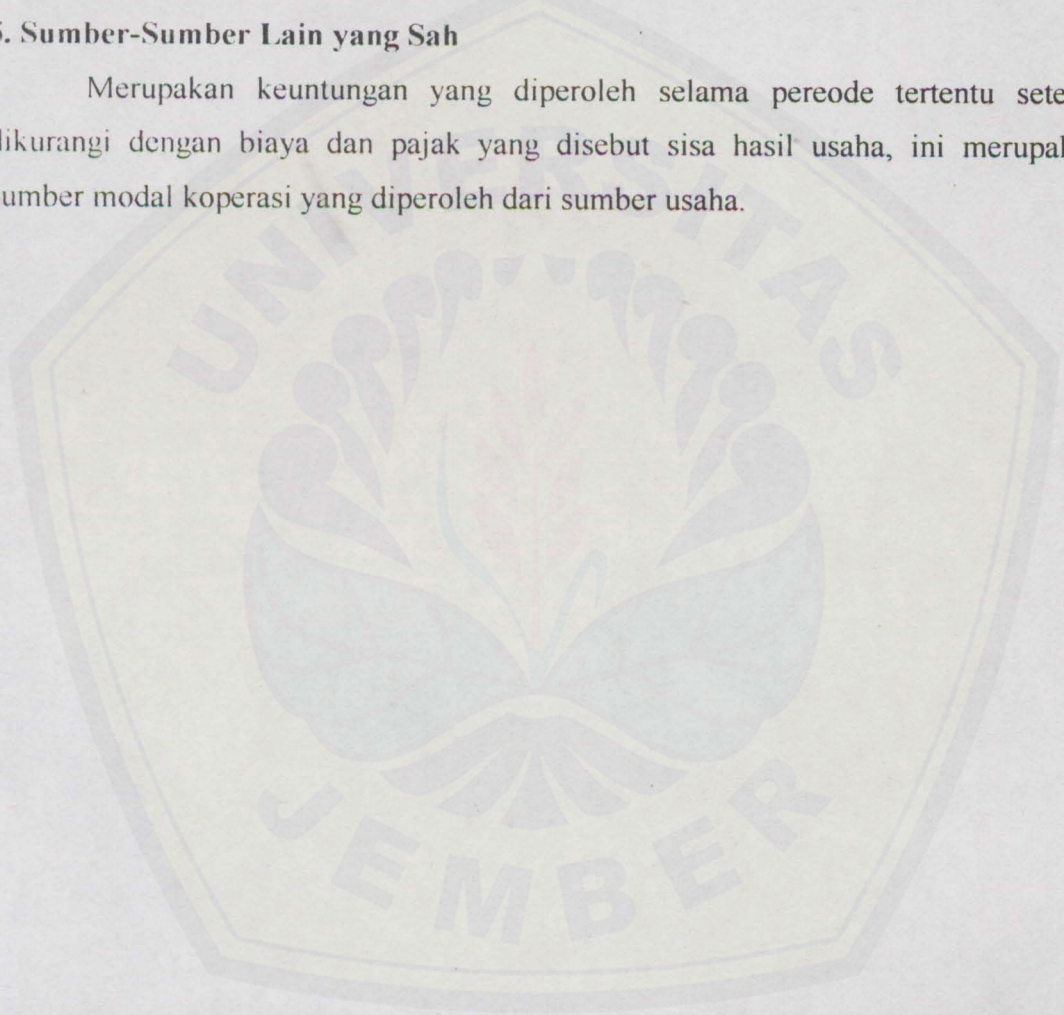 . Sumber-Sumber Lain yang Sah
Merupakan keuntungan yang diperoleh selama pereode tertentu sete
likurangi dengan biaya dan pajak yang disebut sisa hasil usaha, ini merupal
umber modal koperasi yang diperoleh dari sumber usaha.
UNIVERSITAS
JEMBER